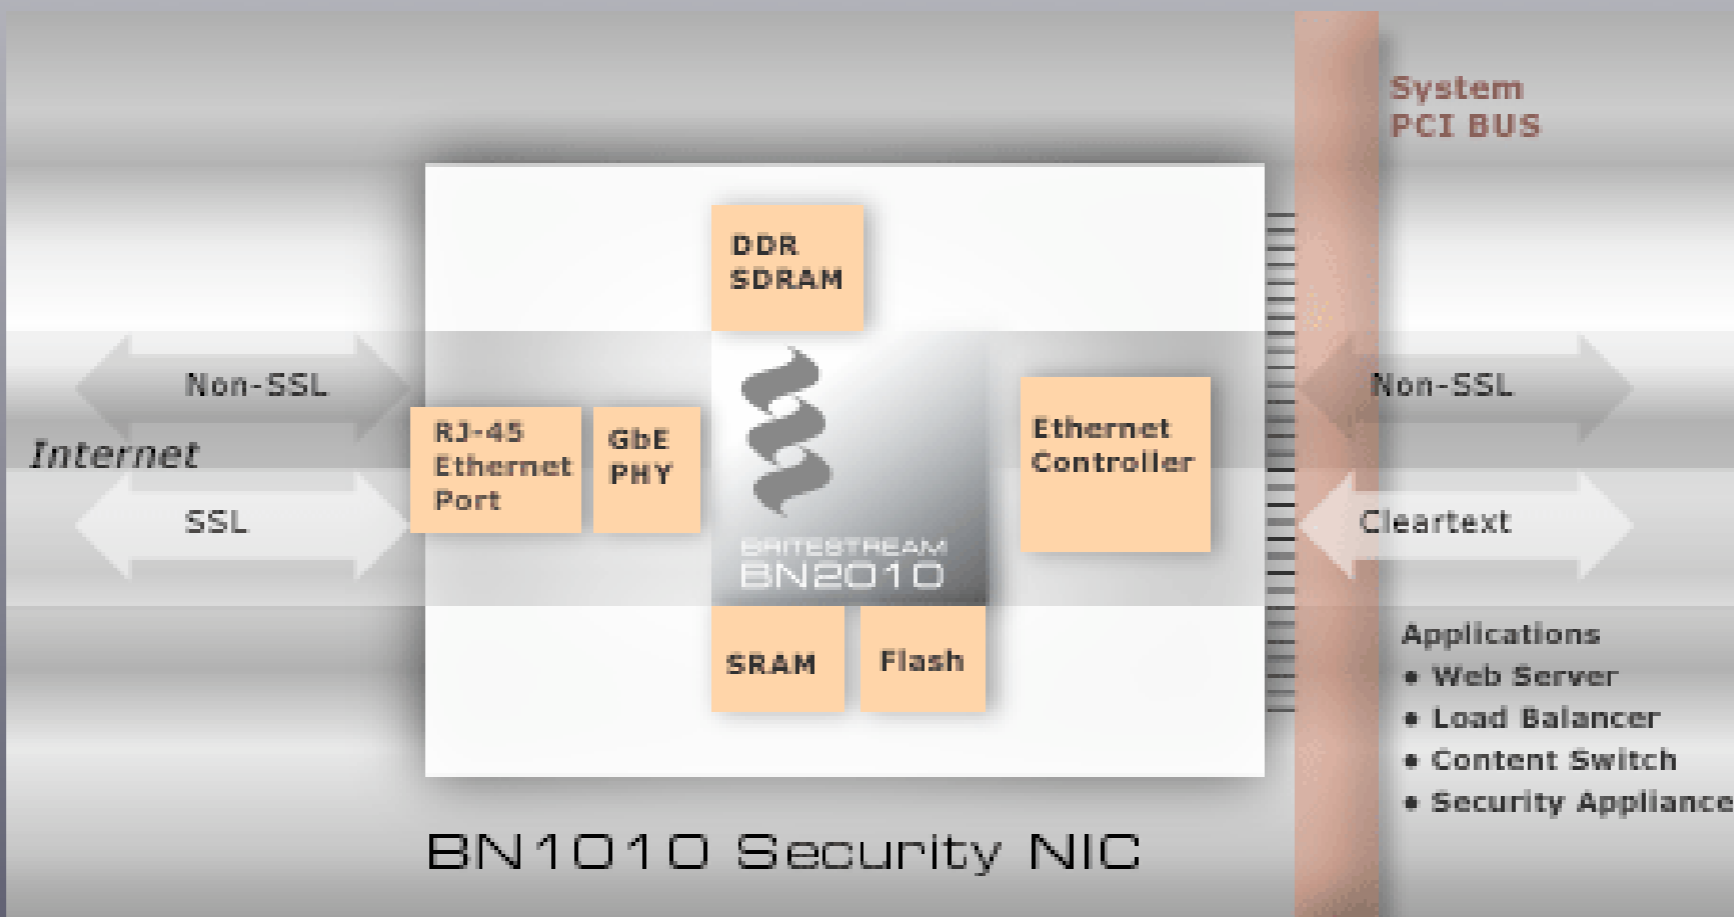 System
PCI BUS
DDR
SDRAM
Non-SSL
Internet
SSL
RJ-45
Ethernet
Port
GbE
PHY
BRITESTREAM
BN2010
Ethernet
Controller
Non-SSL
Cleartext
SRAM
Flash
Applications
• Web Server
• Load Balancer
• Content Switch
• Security Appliance
BN1010 Security NIC